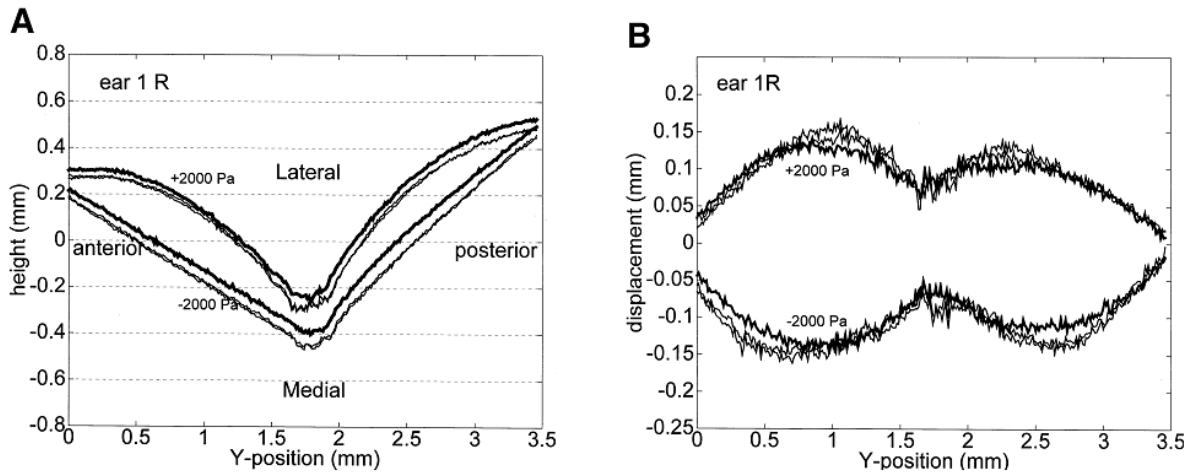 A
ear 1 R
0.8
0.6
0.4
0.2
0
-0.2
-0.4
-0.6
-0.8
height (mm)
+2000 Pa
Lateral
anterior
posterior
-2000 Pa
Medial
0 0.5 1 1.5 2 2.5 3 3.5
Y-position (mm)
B
ear 1R
0.2
0.15
0.1
0.05
0
-0.05
-0.1
-0.15
-0.2
-0.25
displacement (mm)
+2000 Pa
-2000 Pa
0 0.5 1 1.5 2 2.5 3 3.5
Y-position (mm)